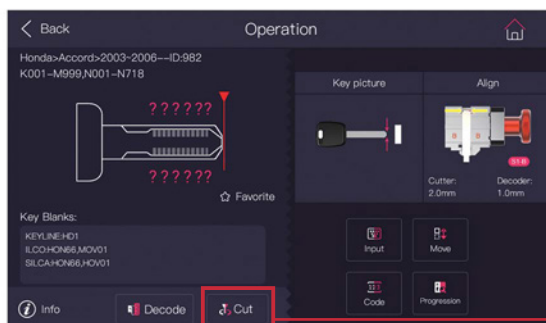 Back
Operation
Honda>Accord>2003-2006--ID:982
K001-M999,N001-N718
??????
??????
Favorite
Key Blanks:
KEYLINE:HD1
ILCO:HON66,MOV01
SILCA:HON66,HOV01
Info
Decode
Cut
Key picture
Align
S1-B
Cutter:
2.0mm
Decoder:
1.0mm
Input
Move
Code
Progression